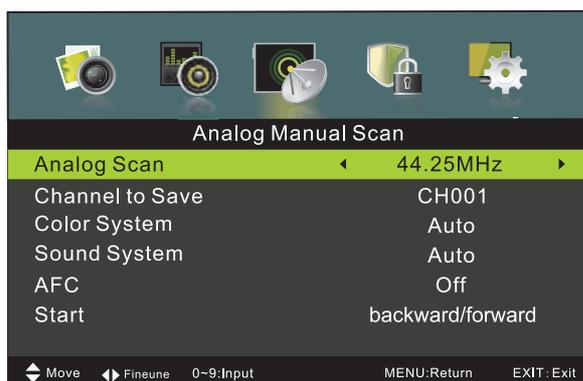 Analog Manual Scan
Analog Scan 44.25MHz
Channel to Save CH001
Color System Auto
Sound System Auto
AFC Off
Start backward/forward
Move Fineune 0~9:Input MENU:Return EXIT:Exit